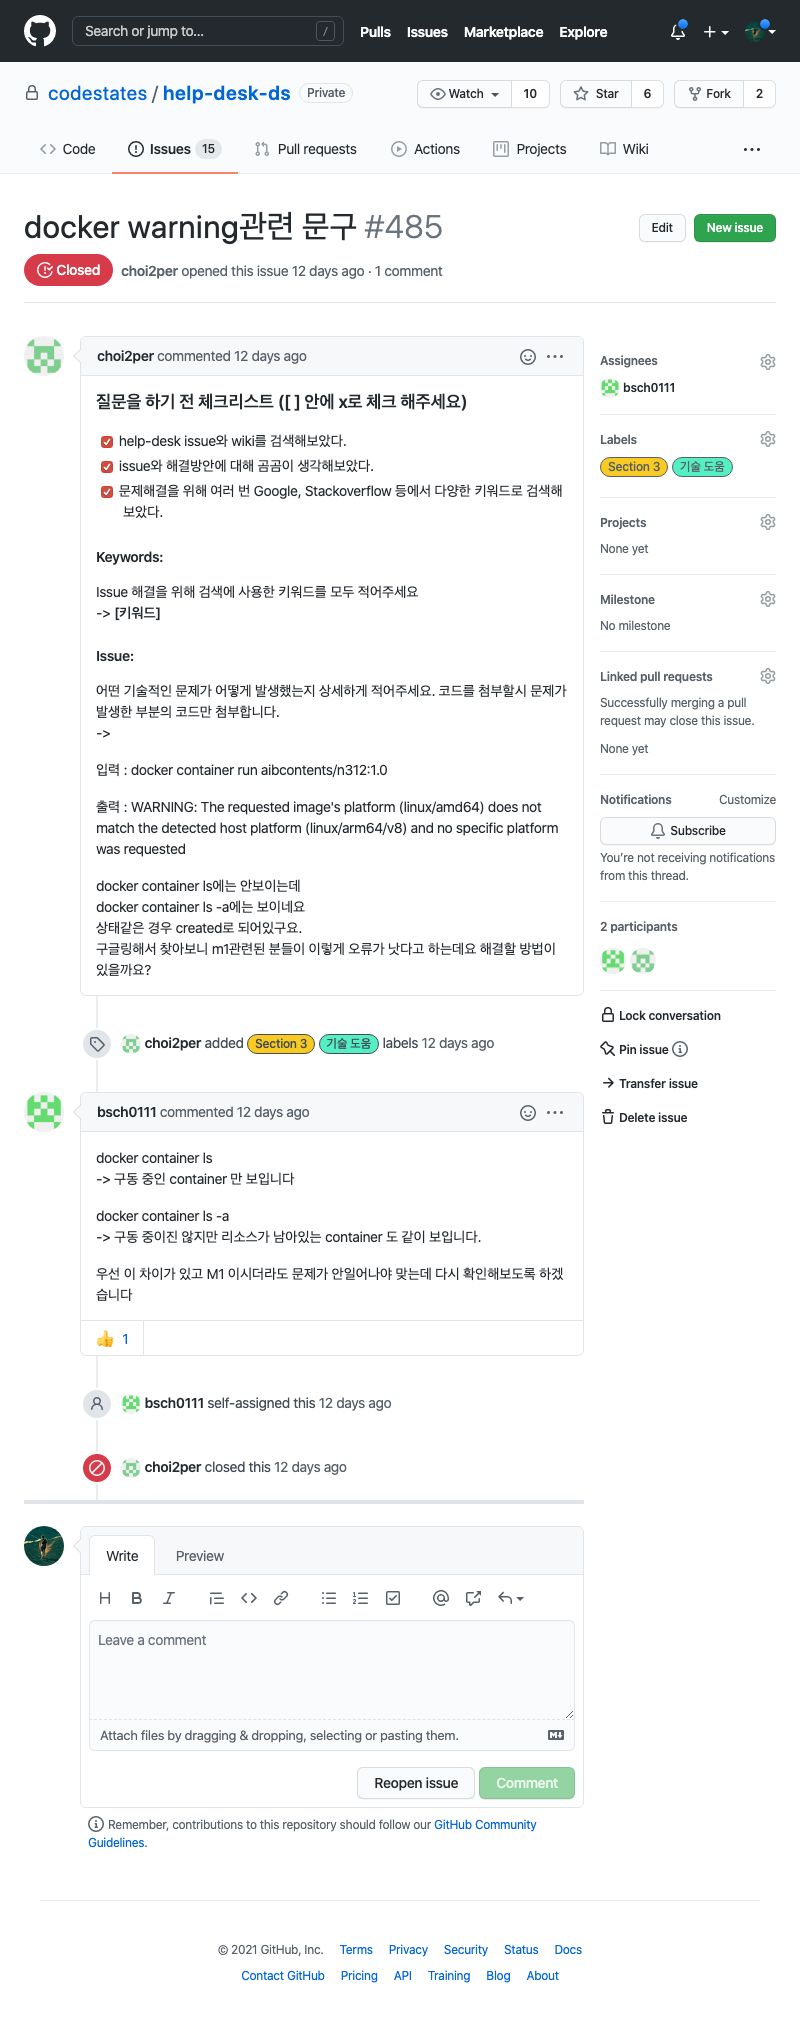 Search or jump to... /
Pulls Issues Marketplace Explore
codestates / help-desk-ds Private
Watch 10 Star 6 Fork 2
Code Issues 15 Pull requests Actions Projects Wiki ...
docker warning관련 문구 #485
Edit New issue
Closed choi2per opened this issue 12 days ago · 1 comment
choi2per commented 12 days ago
질문을 하기 전 체크리스트 ([ ] 안에 x로 체크 해주세요)
help-desk issue와 wiki를 검색해보았다.
issue와 해결방안에 대해 곰곰이 생각해보았다.
문제해결을 위해 여러 번 Google, Stackoverflow 등에서 다양한 키워드로 검색해
보았다.
Keywords:
Issue 해결을 위해 검색에 사용한 키워드를 모두 적어주세요
-> [키워드]
Issue:
어떤 기술적인 문제가 어떻게 발생했는지 상세하게 적어주세요. 코드를 첨부할시 문제가
발생한 부분의 코드만 첨부합니다.
->
입력 : docker container run aibcontents/n312:1.0
출력 : WARNING: The requested image's platform (linux/amd64) does not
match the detected host platform (linux/arm64/v8) and no specific platform
was requested
docker container ls에는 안보이는데
docker container ls -a에는 보이네요
상태같은 경우 created로 되어있구요.
구글링해서 찾아보니 m1관련된 분들이 이렇게 오류가 낫다고 하는데요 해결할 방법이
있을까요?
choi2per added Section 3 기술 도움 labels 12 days ago
bsch0111 commented 12 days ago
docker container ls
-> 구동 중인 container 만 보입니다
docker container ls -a
-> 구동 중이진 않지만 리소스가 남아있는 container 도 같이 보입니다.
우선 이 차이가 있고 M1 이시더라도 문제가 안일어나야 맞는데 다시 확인해보도록 하겠
습니다
👍 1
bsch0111 self-assigned this 12 days ago
choi2per closed this 12 days ago
Write Preview
H B I
Leave a comment
Attach files by dragging & dropping, selecting or pasting them.
Reopen issue Comment
Remember, contributions to this repository should follow our GitHub Community
Guidelines.
Assignees
bsch0111
Labels
Section 3 기술 도움
Projects
None yet
Milestone
No milestone
Linked pull requests
Successfully merging a pull
request may close this issue.
None yet
Notifications Customize
Subscribe
You're not receiving notifications
from this thread.
2 participants
Lock conversation
Pin issue
Transfer issue
Delete issue
© 2021 GitHub, Inc. Terms Privacy Security Status Docs
Contact GitHub Pricing API Training Blog About